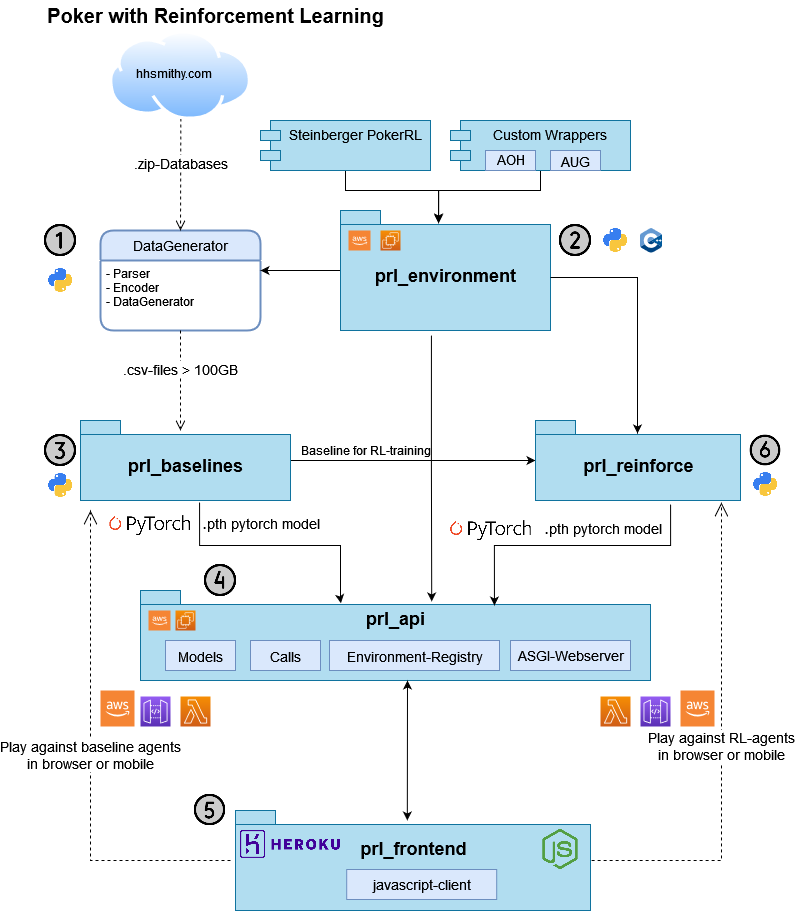 Poker with Reinforcement Learning
hhsmithy.com
.zip-Databases
Steinberger PokerRL
Custom Wrappers
AOH
AUG
1
DataGenerator
- Parser
- Encoder
- DataGenerator
aws
prl_environment
2
.csv-files > 100GB
3
prl_baselines
Baseline for RL-training
prl_reinforce
6
PyTorch
.pth pytorch model
PyTorch
.pth pytorch model
4
aws
prl_api
Models
Calls
Environment-Registry
ASGI-Webserver
aws
Play against baseline agents
in browser or mobile
aws
Play against RL-agents
in browser or mobile
5
HEROKU
prl_frontend
JS
javascript-client